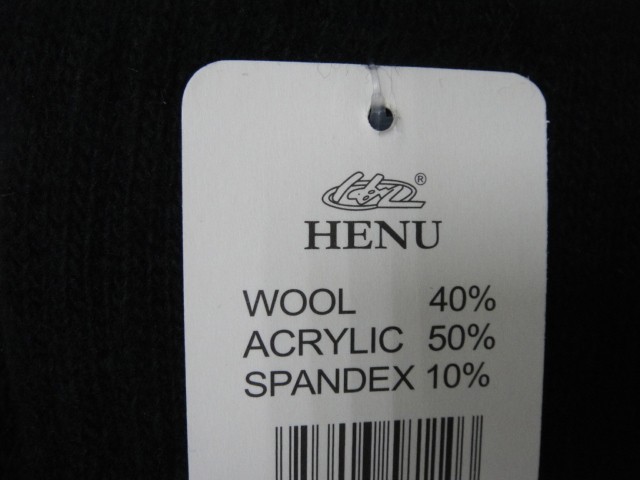 ®
HENU
WOOL 40%
ACRYLIC 50%
SPANDEX 10%